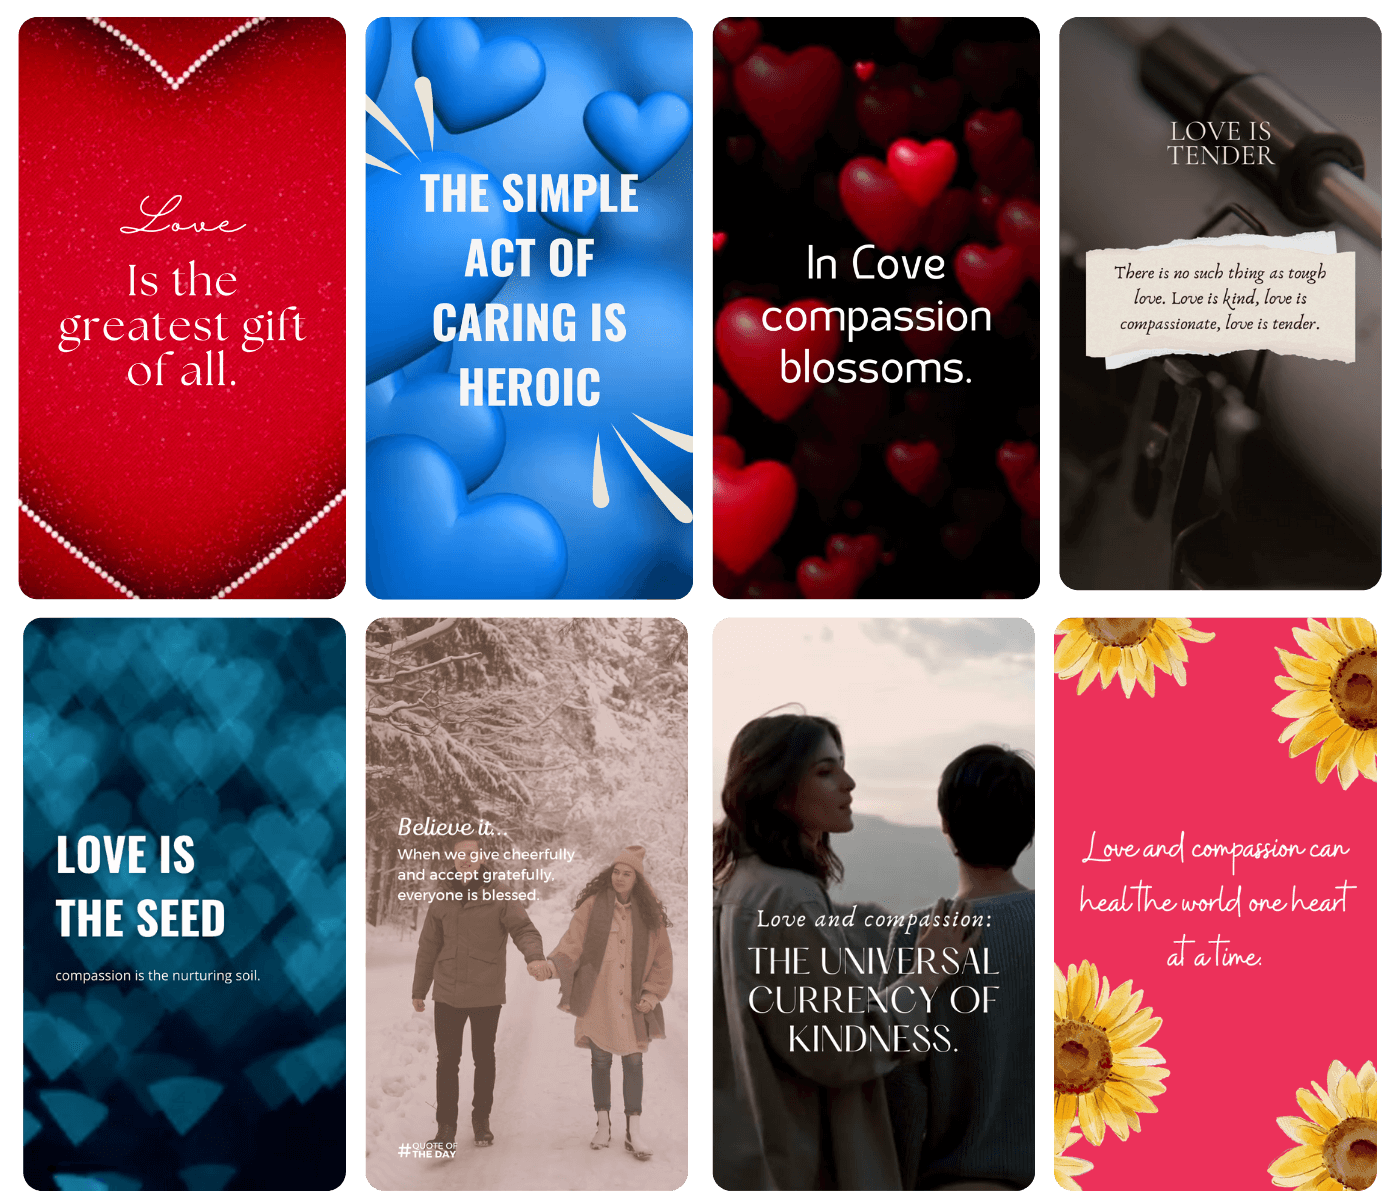 Love
Is the
greatest gift
of all.
THE SIMPLE
ACT OF
CARING IS
HEROIC
In Cove
compassion
blossoms.
LOVE IS
TENDER
There is no such thing as tough
love. Love is kind, love is
compassionate, love is tender.
LOVE IS
THE SEED
compassion is the nurturing soil.
Believe it...
When we give cheerfully
and accept gratefully,
everyone is blessed.
#QUOTE OF
THE DAY
Love and compassion:
THE UNIVERSAL
CURRENCY OF
KINDNESS.
Love and compassion can
heal the world one heart
at a time.